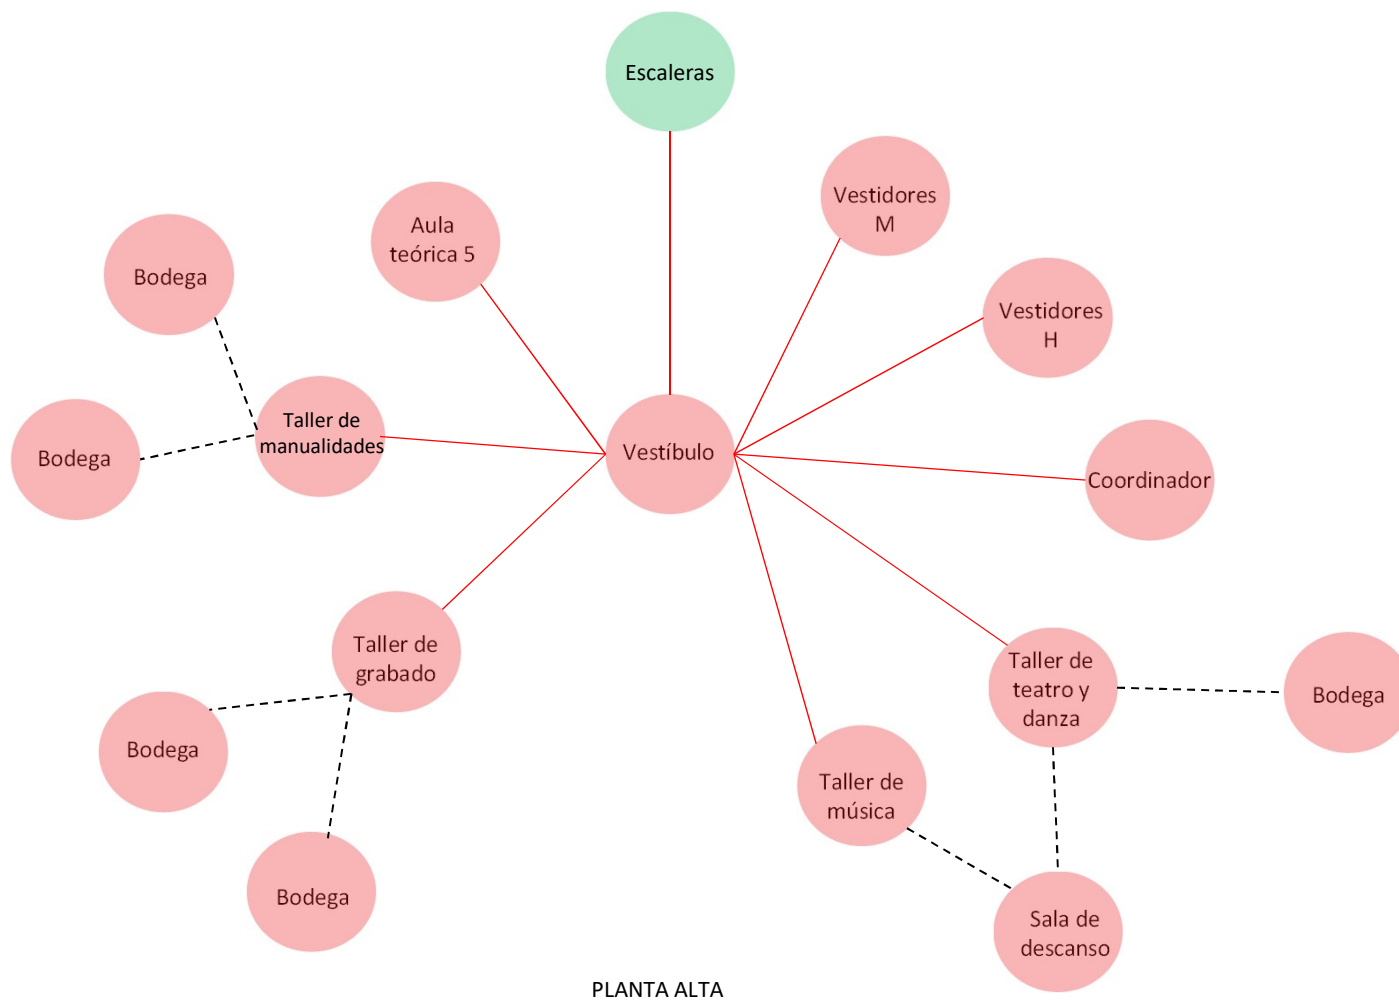 Escaleras
Vestidores
M
Aula
teórica 5
Bodega
Vestidores
H
Taller de
manualidades
Vestíbulo
Bodega
Coordinador
Taller de
grabado
Taller de
teatro y
danza
Bodega
Bodega
Taller de
música
Bodega
Sala de
descanso
PLANTA ALTA